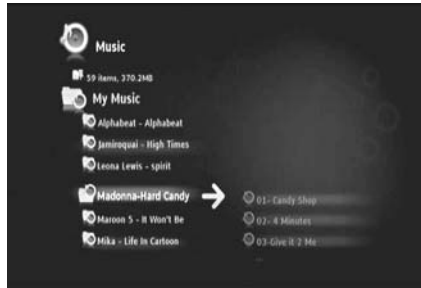 Music
59 items, 370.2MB
My Music
Alphabeat - Alphabeat
Jamiroquai - High Times
Leona Lewis - spirit
Madonna-Hard Candy
Maroon 5 - It Won't Be
Mika - Life In Cartoon
01- Candy Shop
02- 4 Minutes
03-Give it 2 Me